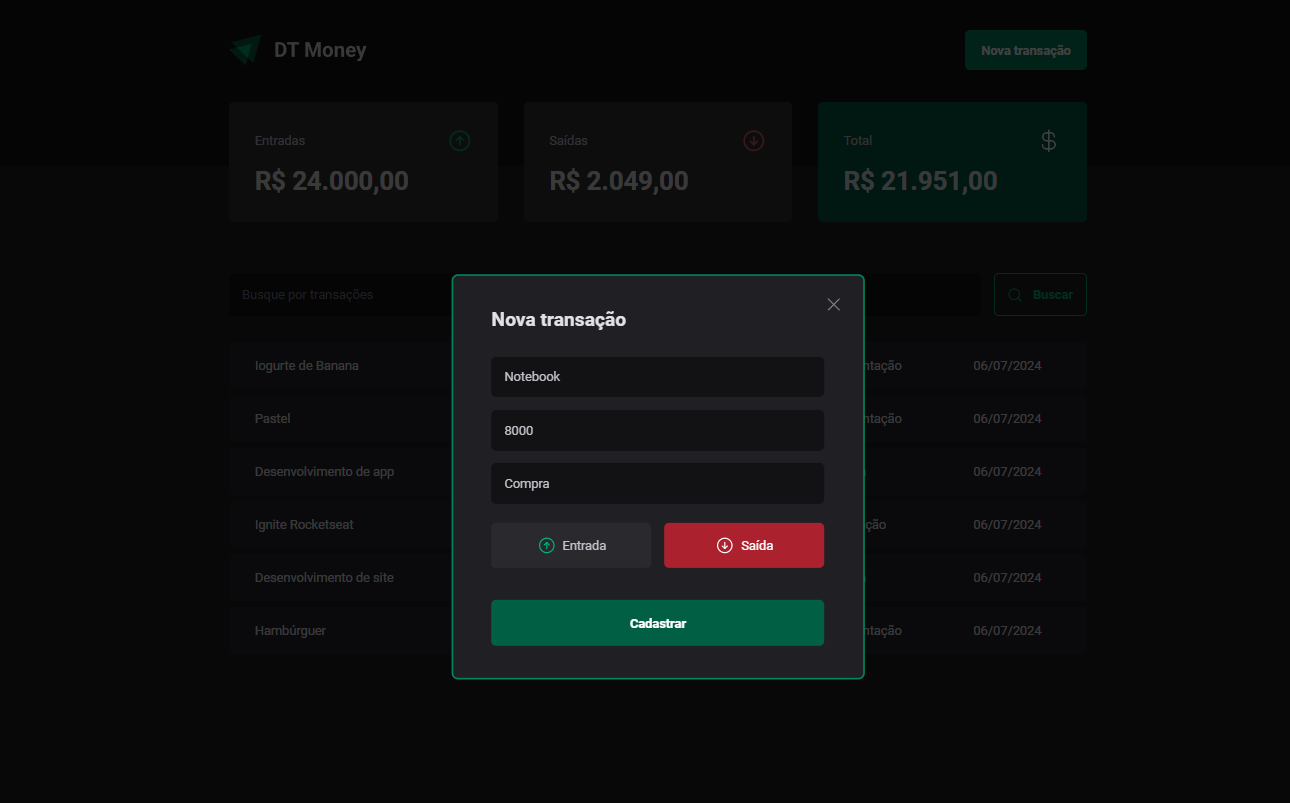 DT Money
Nova transação
Entradas
R$ 24.000,00
Saídas
R$ 2.049,00
Total
R$ 21.951,00
Busque por transações
Buscar
Nova transação
Notebook
8000
Compra
Entrada
Saída
Cadastrar
Iogurte de Banana
ntação
06/07/2024
Pastel
ntação
06/07/2024
Desenvolvimento de app
06/07/2024
Ignite Rocketseat
ção
06/07/2024
Desenvolvimento de site
06/07/2024
Hambúrguer
ntação
06/07/2024